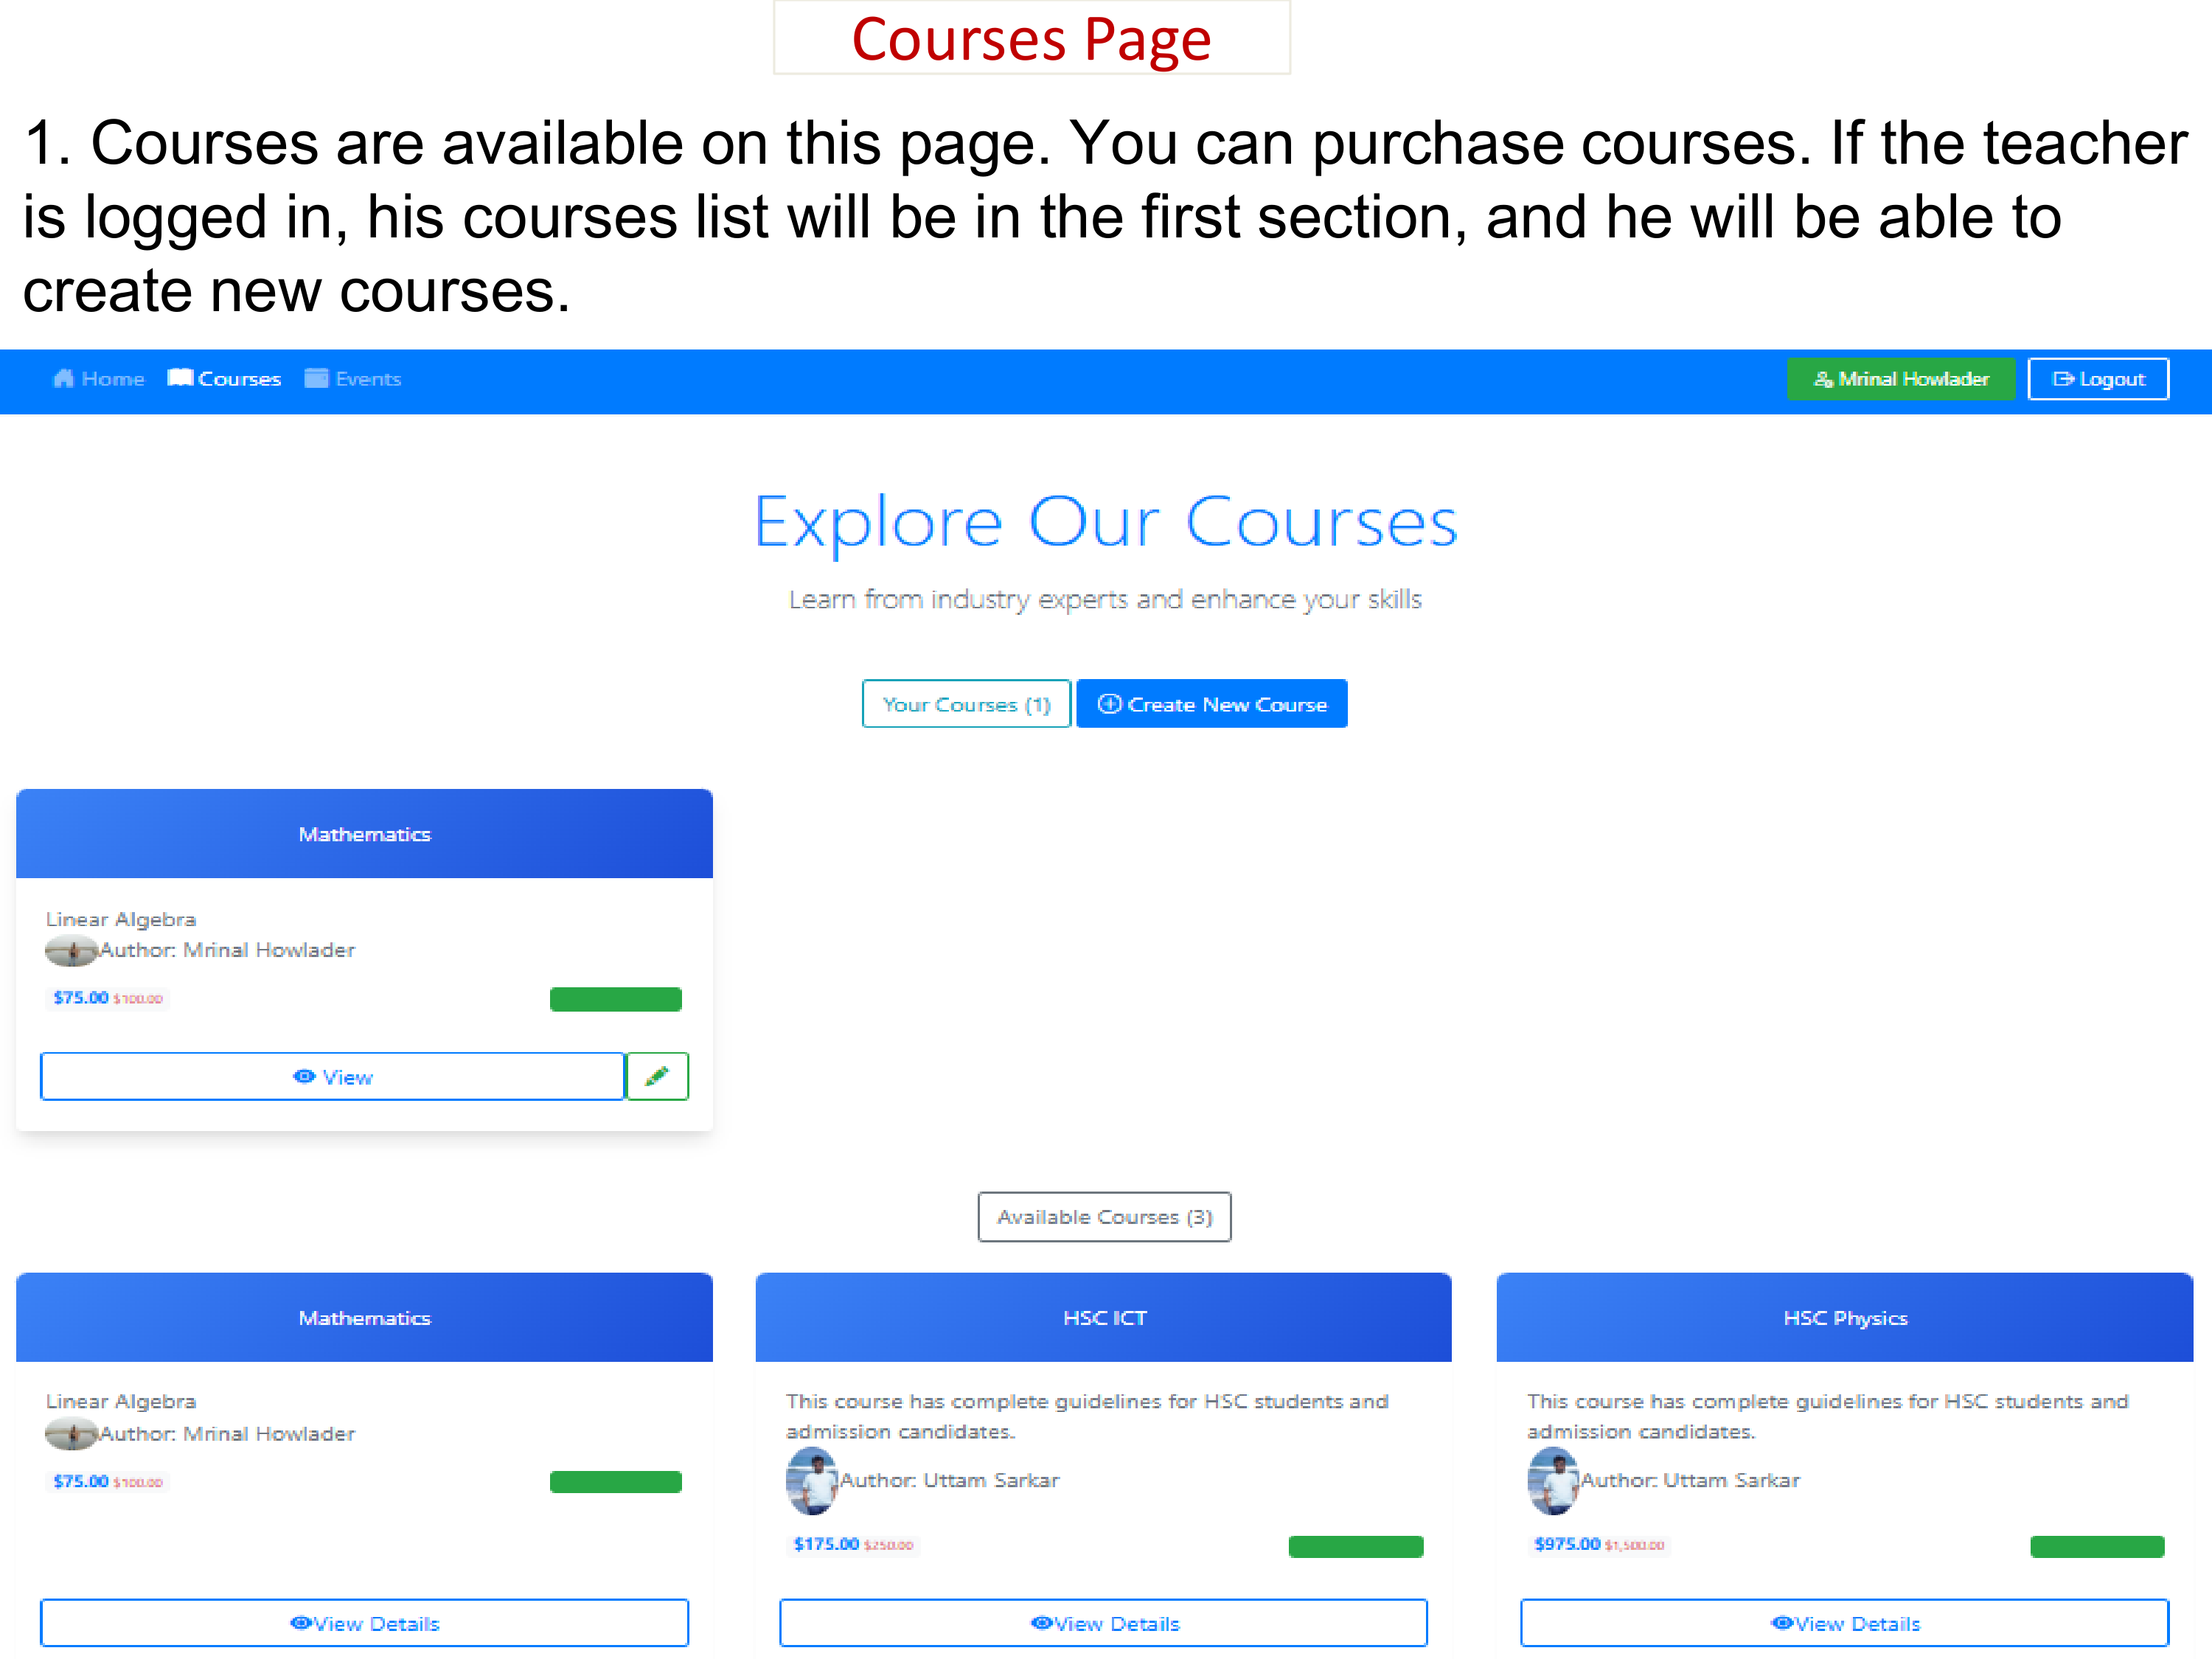 Courses Page
1. Courses are available on this page. You can purchase courses. If the teacher
is logged in, his courses list will be in the first section, and he will be able to
create new courses.
Home Courses Events Mrinal Howlader Logout
Explore Our Courses
Learn from industry experts and enhance your skills
Your Courses (1) Create New Course
Mathematics
Linear Algebra
Author: Mrinal Howlader
$75.00 $100.00
View
Available Courses (3)
Mathematics
Linear Algebra
Author: Mrinal Howlader
$75.00 $100.00
View Details
HSC ICT
This course has complete guidelines for HSC students and
admission candidates.
Author: Uttam Sarkar
$175.00 $250.00
View Details
HSC Physics
This course has complete guidelines for HSC students and
admission candidates.
Author: Uttam Sarkar
$975.00 $1,500.00
View Details